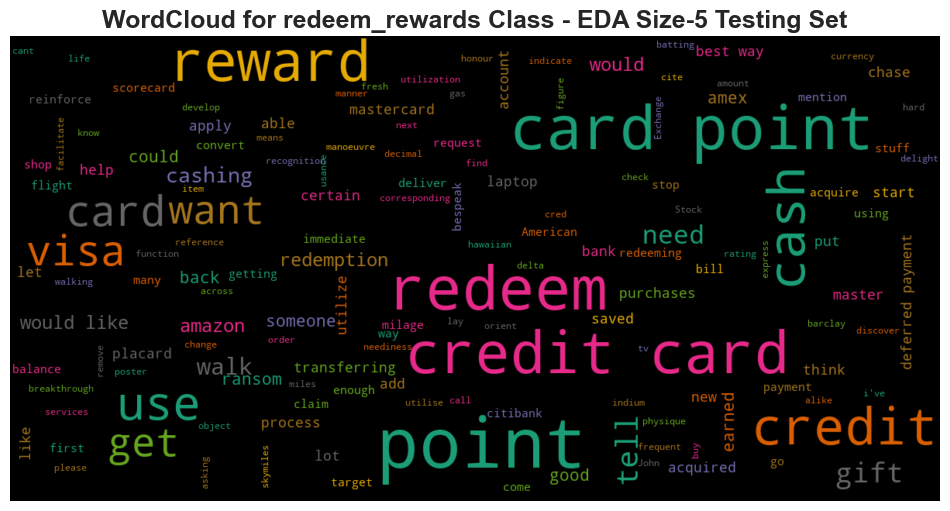 WordCloud for redeem_rewards Class - EDA Size-5 Testing Set
cant
life
reward
honour
indicate
batting
best way
currency
would
chase
scorecard
utilization
fresh
gas
account
figure
cite
amount
reinforce
manner
develop
mastercard
amex
mention
Exchange
hard
card point
facilitate
know
apply
able
means
next
request
stuff
could
convert
manoeuvre
decimal
find
delight
shop
help
recognition
usance
flight
cashing
item
certain
corresponding
deliver
laptop
bespeak
check
stop
cash
acquire
start
card
want
cred
American
Stock
using
visa
reference
function
immediate
hawaiian
need
put
redemption
bank
redeeming
rating
express
let
walking
many
back
getting
across
utilize
delta
bill
redeem
purchases
master
deferred payment
would like
amazon
someone
milage
lay
orient
saved
barclay
discover
change
order
neediness
way
placard
remove
walk
credit card
tv
balance
poster
ransom
transferring
miles
enough
add
think
breakthrough
claim
utilise
call
indium
new
payment
alike
i've
use
services
object
process
citibank
physique
earned
credit
like
first
get
point
tell
frequent
buy
go
please
asking
skymiles
lot
target
come
good
John
acquired
gift